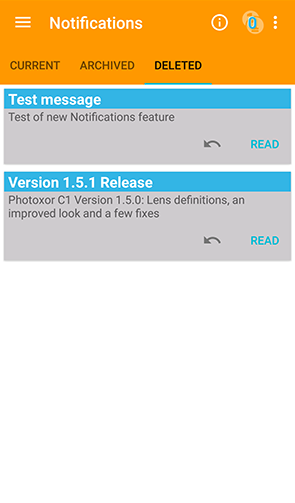 Notifications
0
CURRENT
ARCHIVED
DELETED
Test message
Test of new Notifications feature
READ
Version 1.5.1 Release
Photoxor C1 Version 1.5.0: Lens definitions, an
improved look and a few fixes
READ